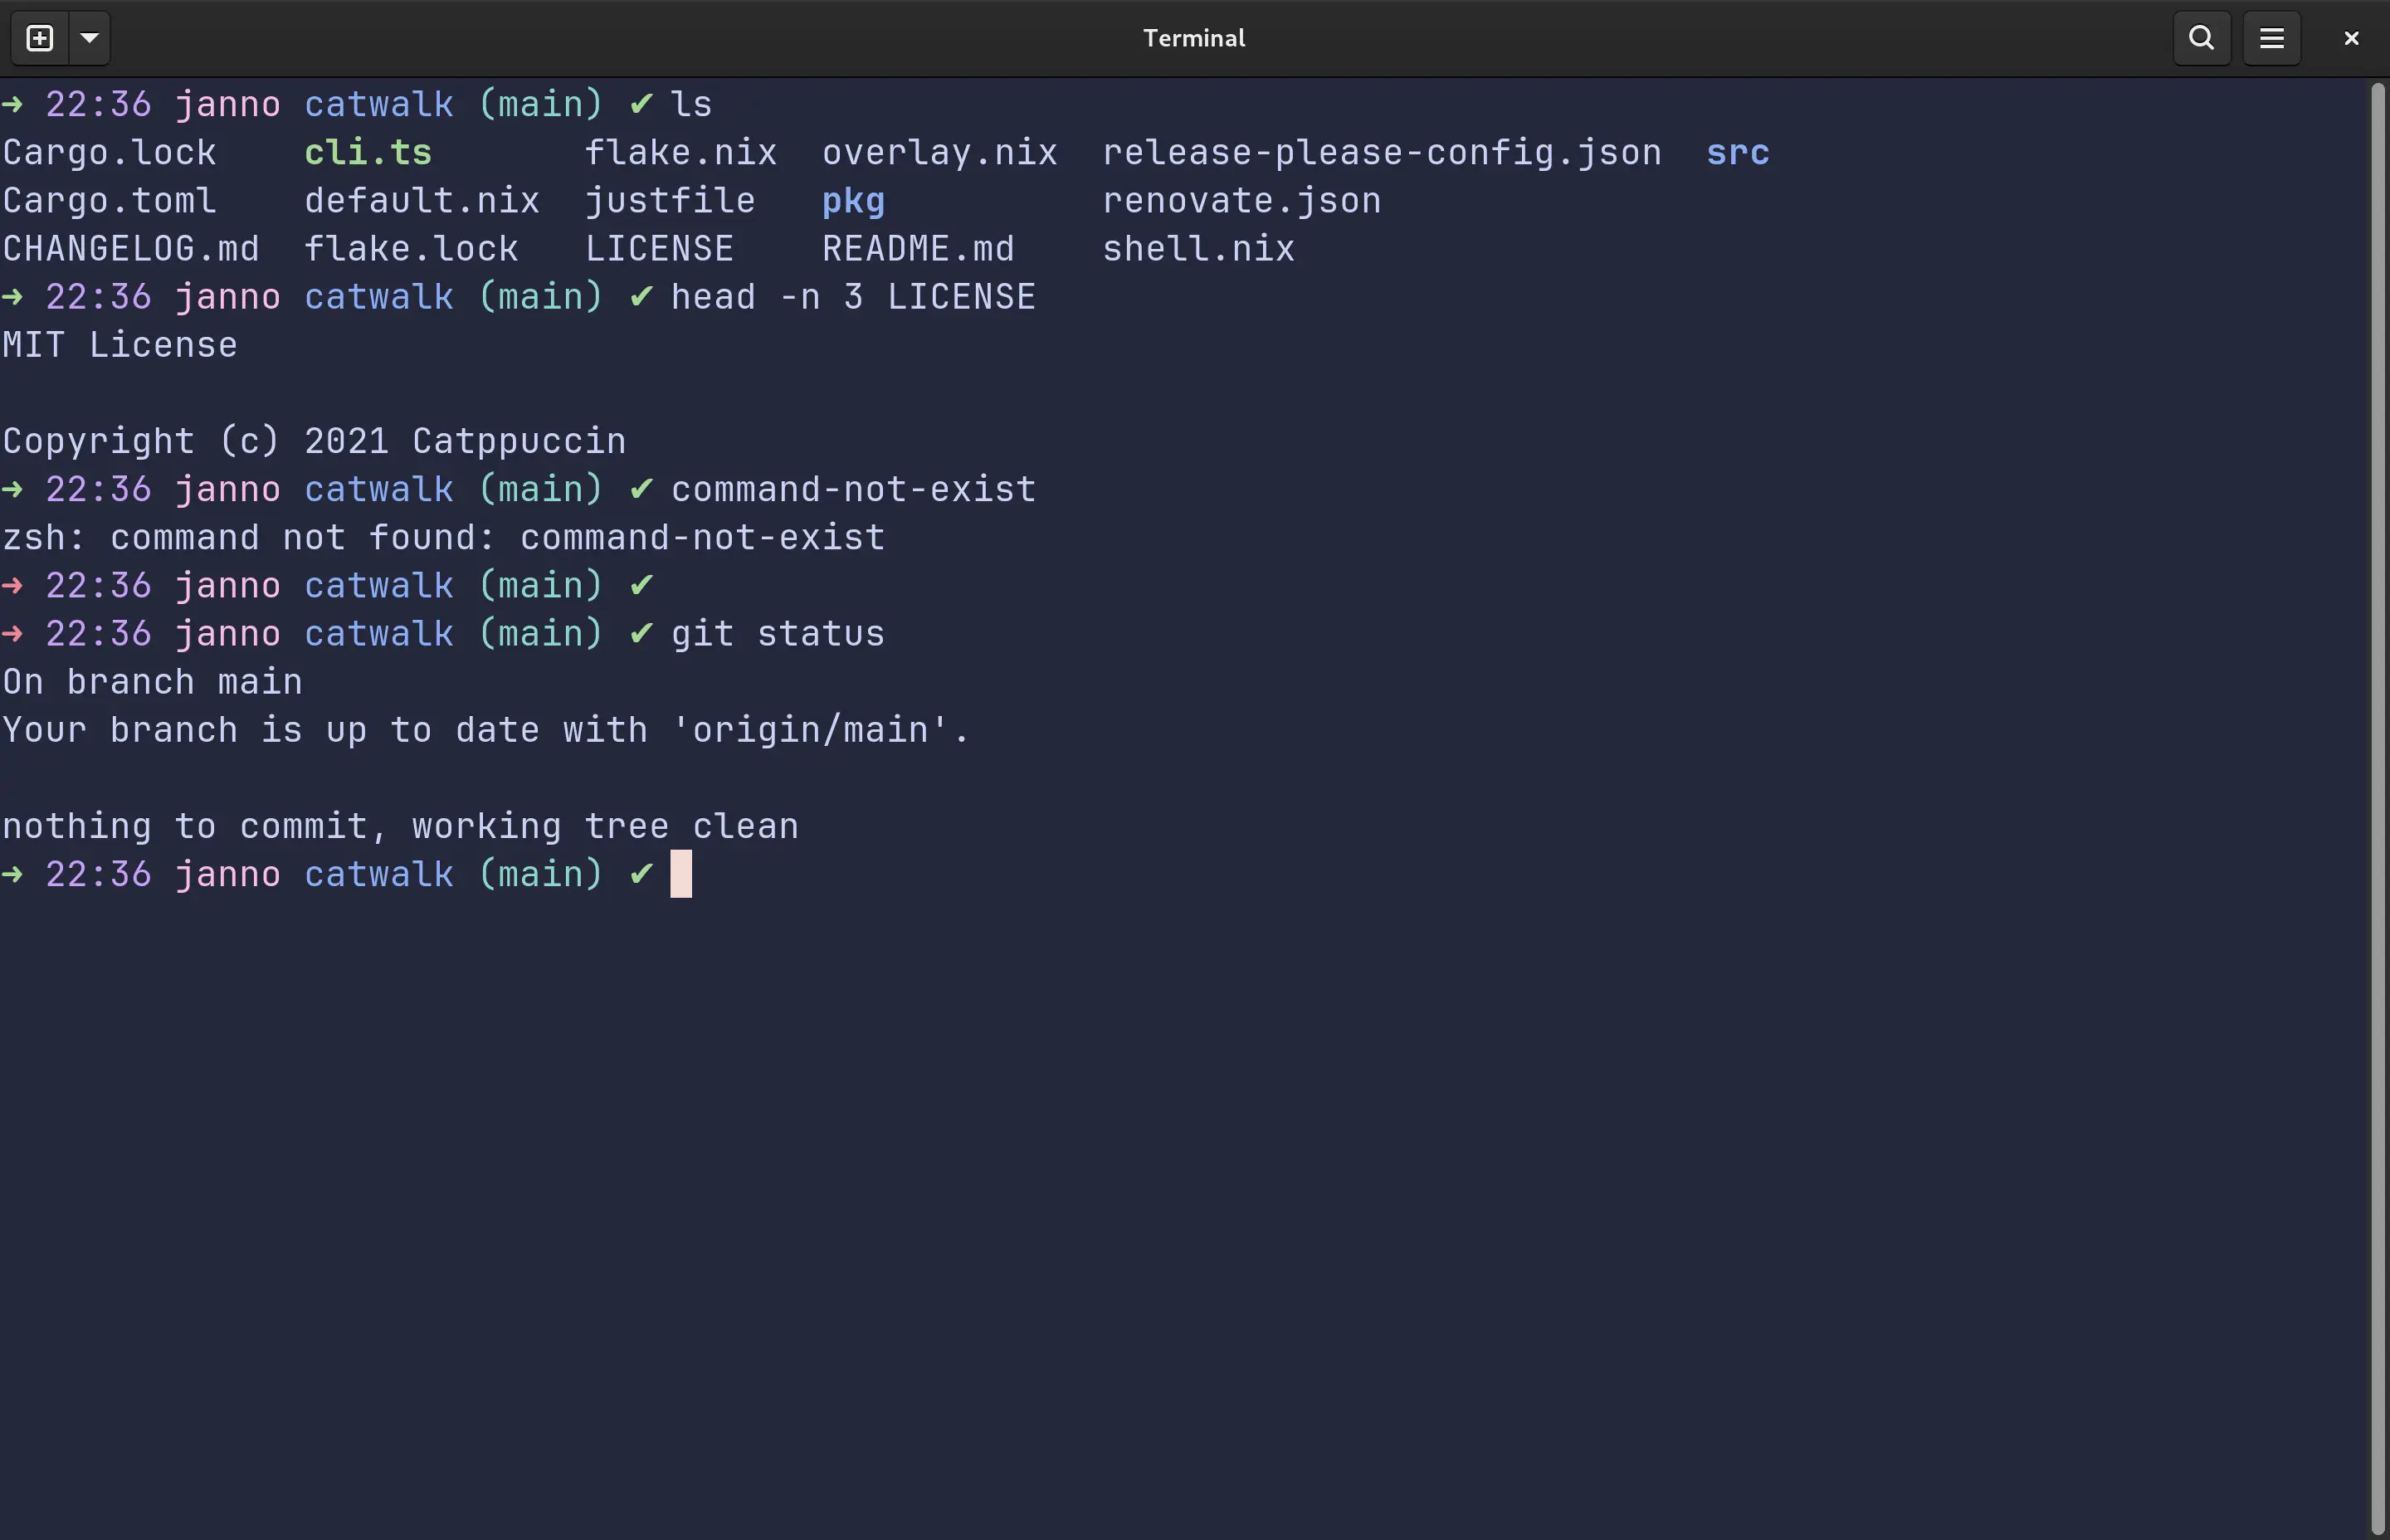 Terminal
➜ 22:36 janno catwalk (main) ✔ ls
Cargo.lock    cli.ts       flake.nix  overlay.nix  release-please-config.json  src
Cargo.toml    default.nix  justfile   pkg          renovate.json
CHANGELOG.md  flake.lock   LICENSE    README.md    shell.nix
➜ 22:36 janno catwalk (main) ✔ head -n 3 LICENSE
MIT License
Copyright (c) 2021 Catppuccin
➜ 22:36 janno catwalk (main) ✔ command-not-exist
zsh: command not found: command-not-exist
➜ 22:36 janno catwalk (main) ✔
➜ 22:36 janno catwalk (main) ✔ git status
On branch main
Your branch is up to date with 'origin/main'.
nothing to commit, working tree clean
➜ 22:36 janno catwalk (main) ✔